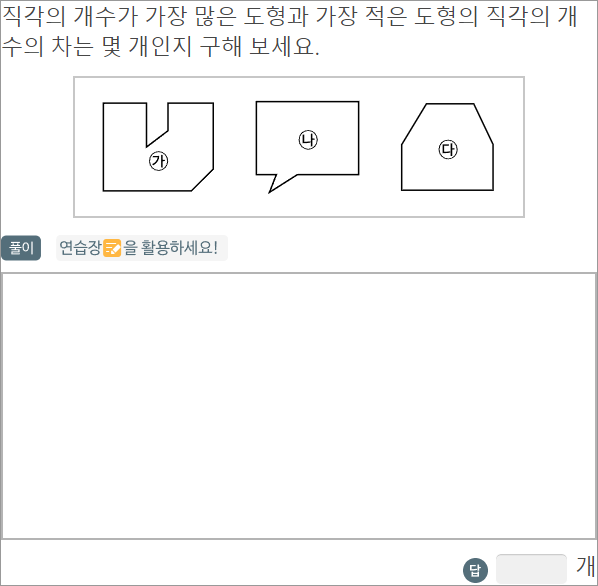 직각의 개수가 가장 많은 도형과 가장 적은 도형의 직각의 개
수의 차는 몇 개인지 구해 보세요.
㉮ ㉯ ㉰
풀이 연습장을 활용하세요!
답 개